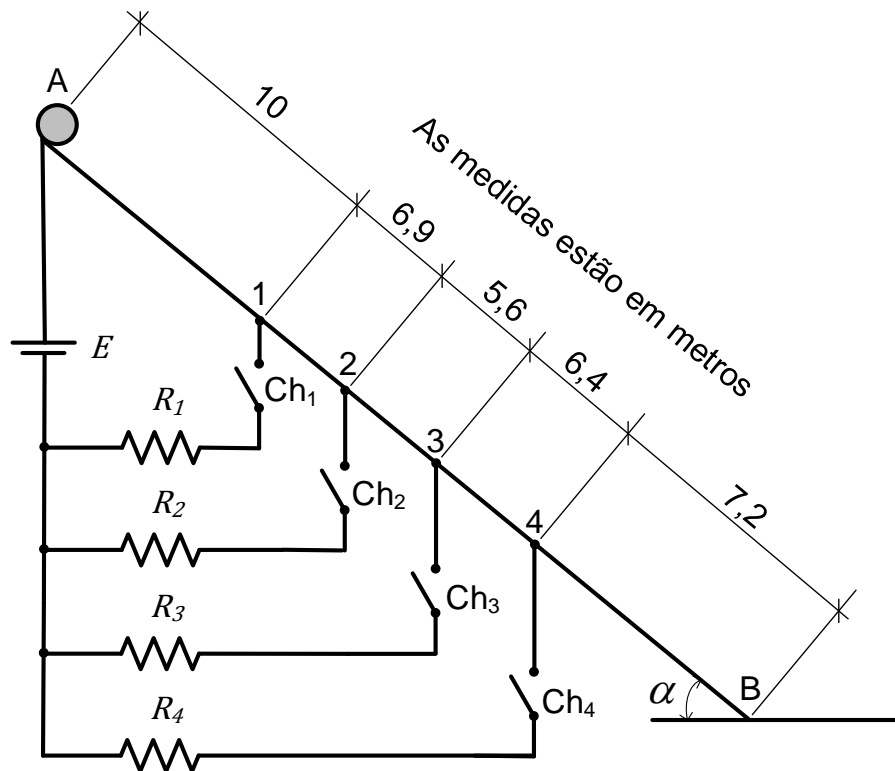 A
10
As medidas estão em metros
6,9
5,6
6,4
7,2
1
2
3
4
E
Ch₁
R₁
Ch₂
R₂
Ch₃
R₃
Ch₄
R₄
α
B